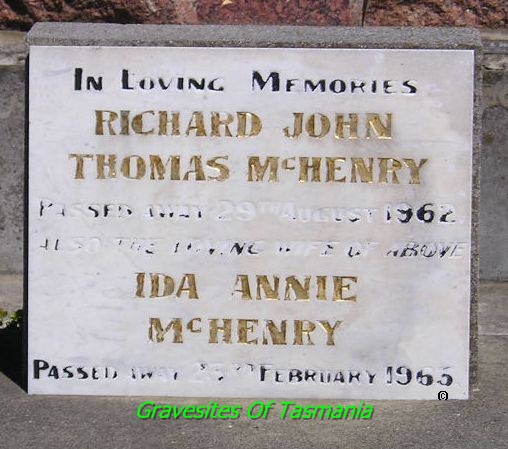 In Loving Memories
RICHARD JOHN
THOMAS McHENRY
Passed away 29th August 1962
Also the loving wife of above
IDA ANNIE
McHENRY
Passed away February 1963
©
Gravesites Of Tasmania